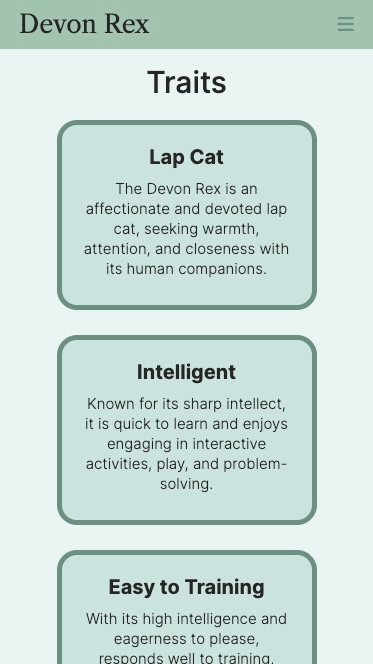 Devon Rex
Traits
Lap Cat
The Devon Rex is an
affectionate and devoted lap
cat, seeking warmth,
attention, and closeness with
its human companions.
Intelligent
Known for its sharp intellect,
it is quick to learn and enjoys
engaging in interactive
activities, play, and problem-
solving.
Easy to Training
With its high intelligence and
eagerness to please,
responds well to training,